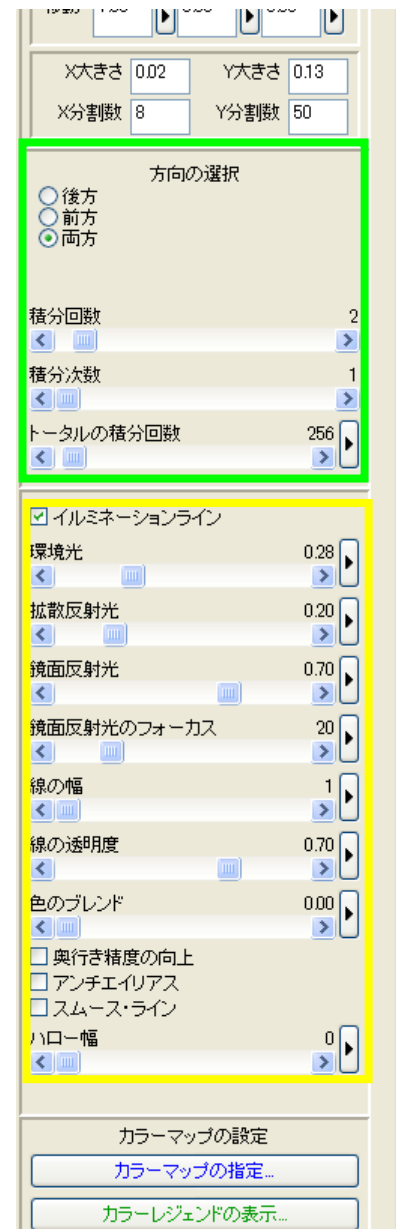 X大きさ 0.02 Y大きさ 0.13
X分割数 8 Y分割数 50
方向の選択
後方
前方
両方
積分回数 2
積分次数 1
トータルの積分回数 256
イルミネーションライン
環境光 0.28
拡散反射光 0.20
鏡面反射光 0.70
鏡面反射光のフォーカス 20
線の幅 1
線の透明度 0.70
色のブレンド 0.00
奥行き精度の向上
アンチエイリアス
スムース・ライン
ハロー幅 0
カラーマップの設定
カラーマップの指定...
カラーレジェンドの表示...